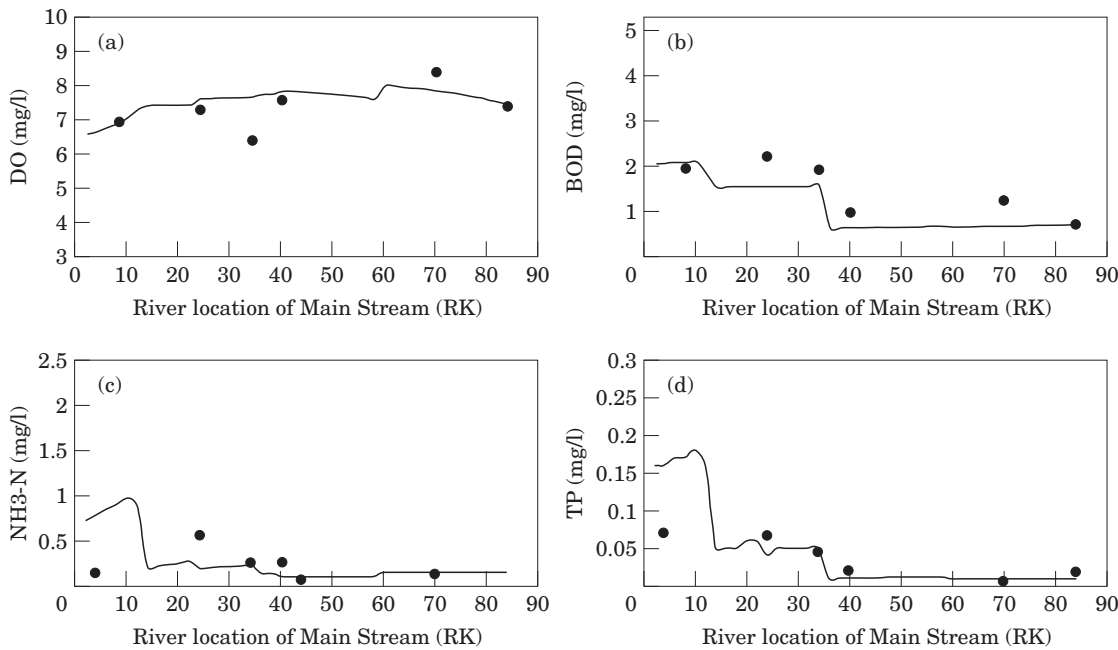 (a)
DO (mg/l)
10
9
8
7
6
5
4
3
0 10 20 30 40 50 60 70 80 90
River location of Main Stream (RK)
(b)
BOD (mg/l)
5
4
3
2
1
0 10 20 30 40 50 60 70 80 90
River location of Main Stream (RK)
(c)
NH3-N (mg/l)
2.5
2
1.5
1
0.5
0 10 20 30 40 50 60 70 80 90
River location of Main Stream (RK)
(d)
TP (mg/l)
0.3
0.25
0.2
0.15
0.1
0.05
0 10 20 30 40 50 60 70 80 90
River location of Main Stream (RK)